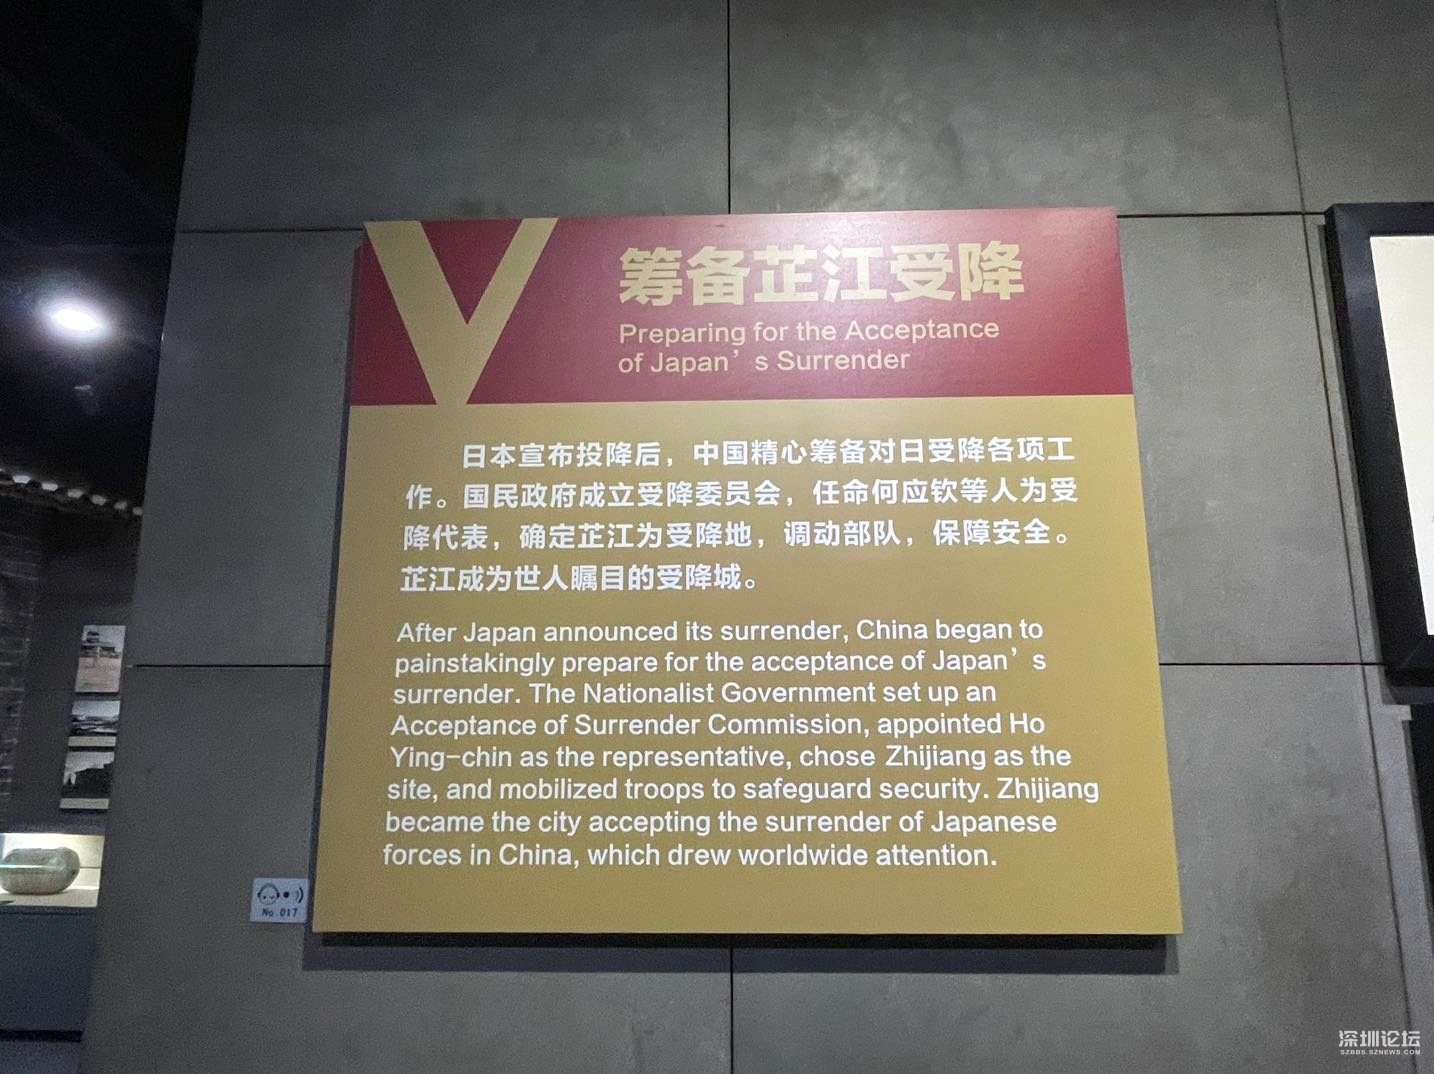 筹备芷江受降
Preparing for the Acceptance
of Japan’s Surrender
日本宣布投降后，中国精心筹备对日受降各项工
作。国民政府成立受降委员会，任命何应钦等人为受
降代表，确定芷江为受降地，调动部队，保障安全。
芷江成为世人瞩目的受降城。
After Japan announced its surrender, China began to
painstakingly prepare for the acceptance of Japan’s
surrender. The Nationalist Government set up an
Acceptance of Surrender Commission, appointed Ho
Ying-chin as the representative, chose Zhijiang as the
site, and mobilized troops to safeguard security. Zhijiang
became the city accepting the surrender of Japanese
forces in China, which drew worldwide attention.
No.017
深圳论坛
SZBBS.SZNEWS.COM